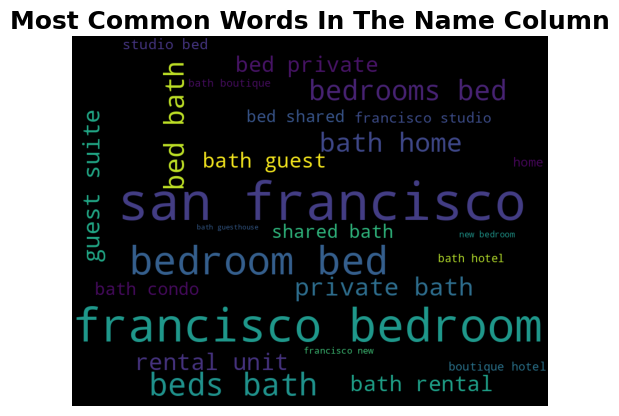 Most Common Words In The Name Column
studio bed
bed private
bath boutique
bedrooms bed
bed bath
bed shared
francisco studio
guest suite
bath home
bath guest
home
san francisco
bath guesthouse
shared bath
new bedroom
bedroom bed
bath hotel
bath condo
private bath
francisco bedroom
francisco new
rental unit
boutique hotel
beds bath
bath rental